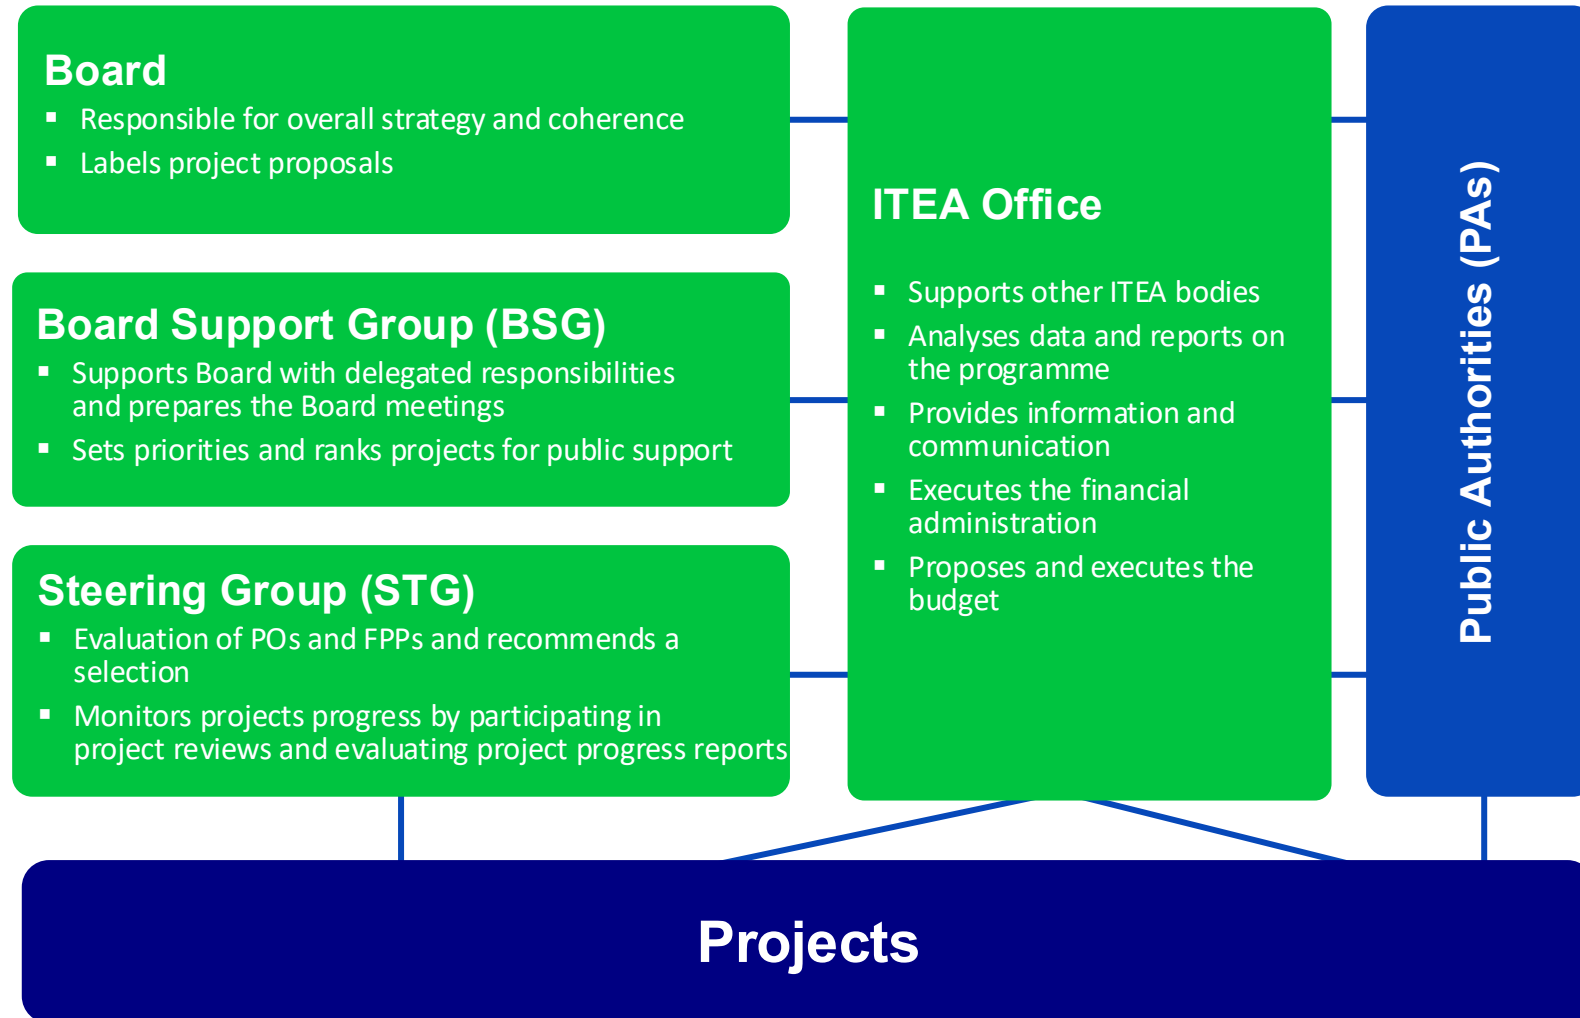 Board
▪ Responsible for overall strategy and coherence
▪ Labels project proposals
Board Support Group (BSG)
▪ Supports Board with delegated responsibilities
and prepares the Board meetings
▪ Sets priorities and ranks projects for public support
Steering Group (STG)
▪ Evaluation of POs and FPPs and recommends a
selection
▪ Monitors projects progress by participating in
project reviews and evaluating project progress reports
ITEA Office
▪ Supports other ITEA bodies
▪ Analyses data and reports on
the programme
▪ Provides information and
communication
▪ Executes the financial
administration
▪ Proposes and executes the
budget
Public Authorities (PAs)
Projects